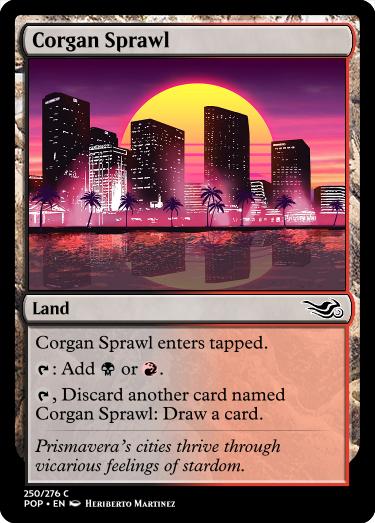 Corgan Sprawl
Land
Corgan Sprawl enters tapped.
: Add or .
, Discard another card named
Corgan Sprawl: Draw a card.
Prismavera's cities thrive through
vicarious feelings of stardom.
250/276 C
POP • EN Heriberto Martinez